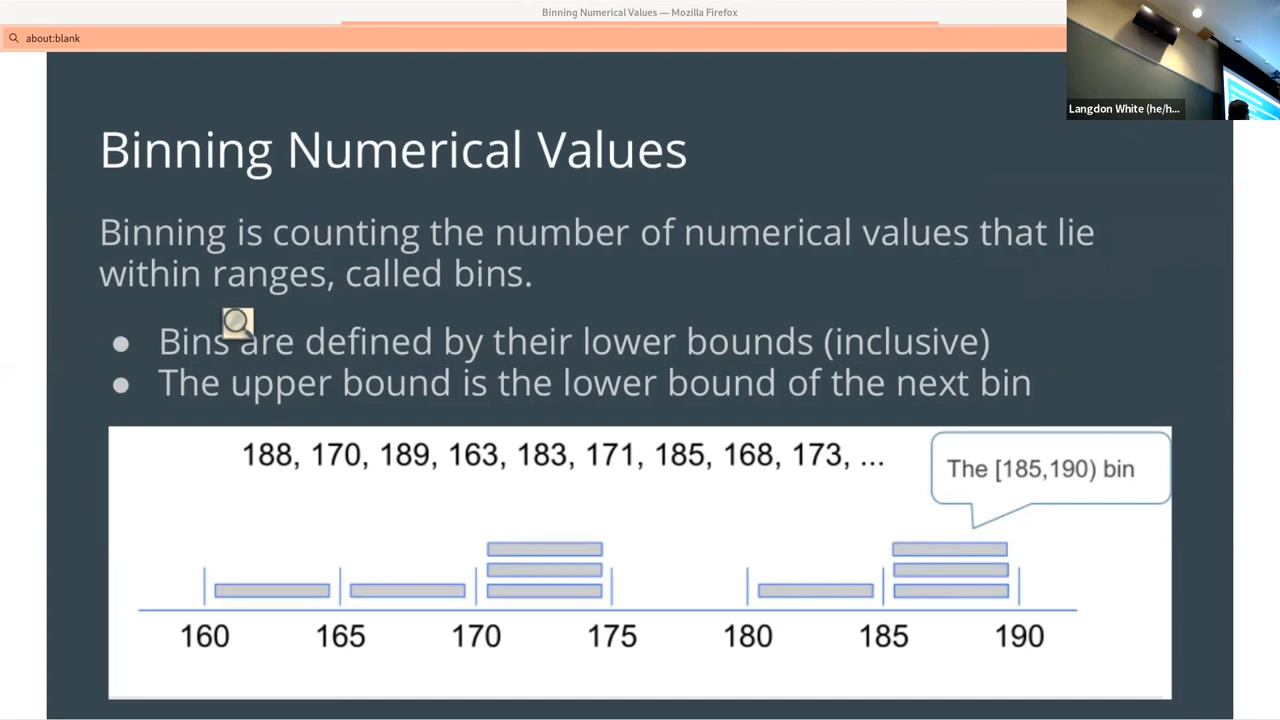 Binning Numerical Values — Mozilla Firefox
about:blank
Langdon White (he/h...
Binning Numerical Values
Binning is counting the number of numerical values that lie
within ranges, called bins.
● Bins are defined by their lower bounds (inclusive)
● The upper bound is the lower bound of the next bin
188, 170, 189, 163, 183, 171, 185, 168, 173, ...
The [185,190) bin
160 165 170 175 180 185 190